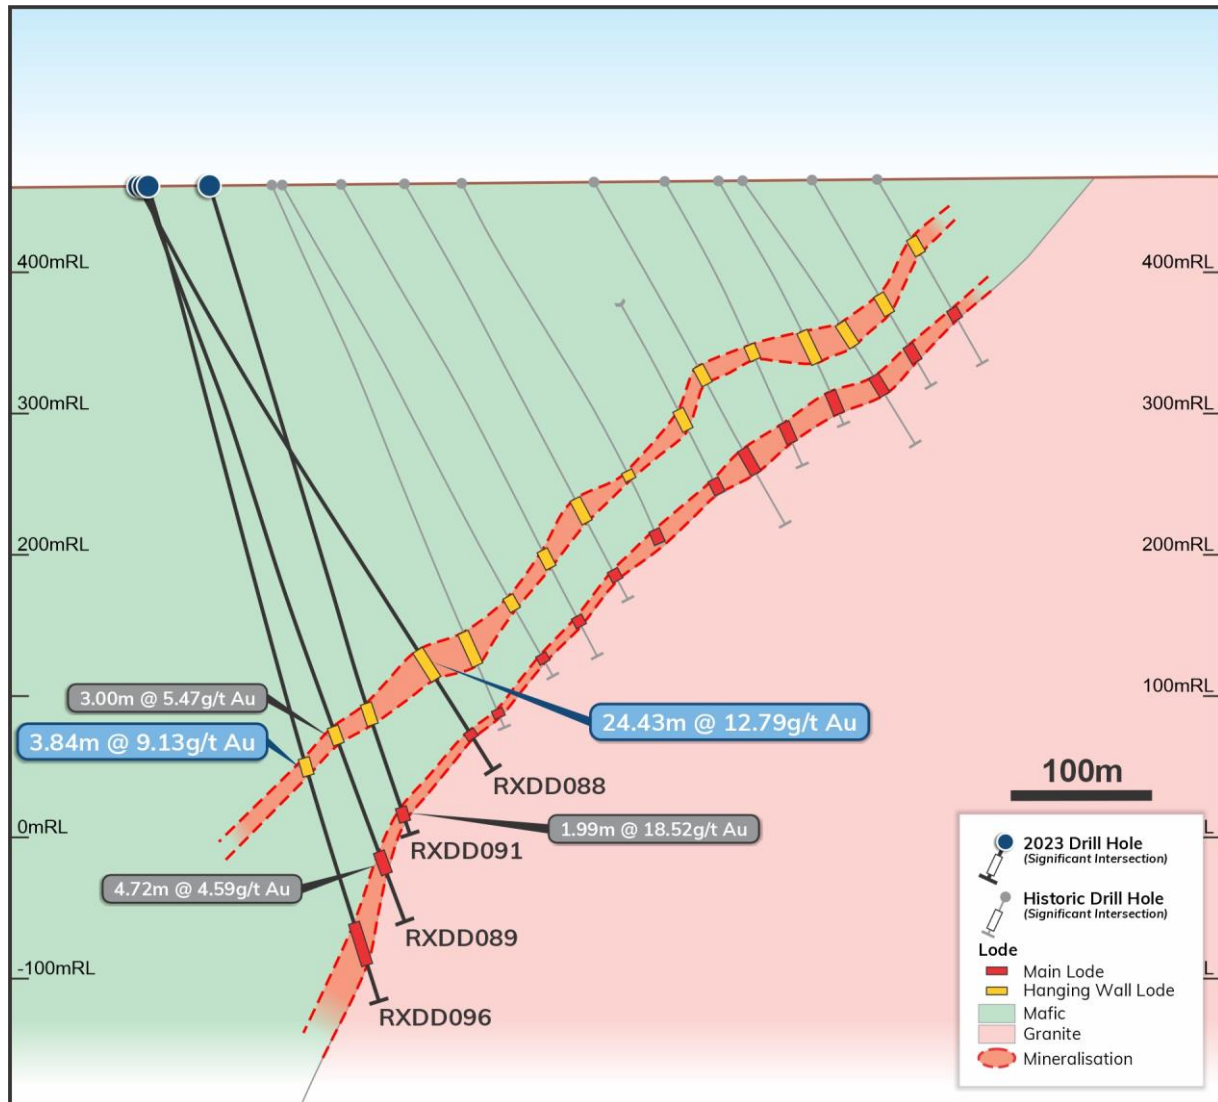 400mRL
400mRL
300mRL
300mRL
200mRL
200mRL
100mRL
3.00m @ 5.47g/t Au
3.84m @ 9.13g/t Au
24.43m @ 12.79g/t Au
RXDD088
100m
0mRL
L
1.99m @ 18.52g/t Au
RXDD091
4.72m @ 4.59g/t Au
RXDD089
-100mRL
L
RXDD096
2023 Drill Hole
(Significant Intersection)
Historic Drill Hole
(Significant Intersection)
Lode
Main Lode
Hanging Wall Lode
Mafic
Granite
Mineralisation